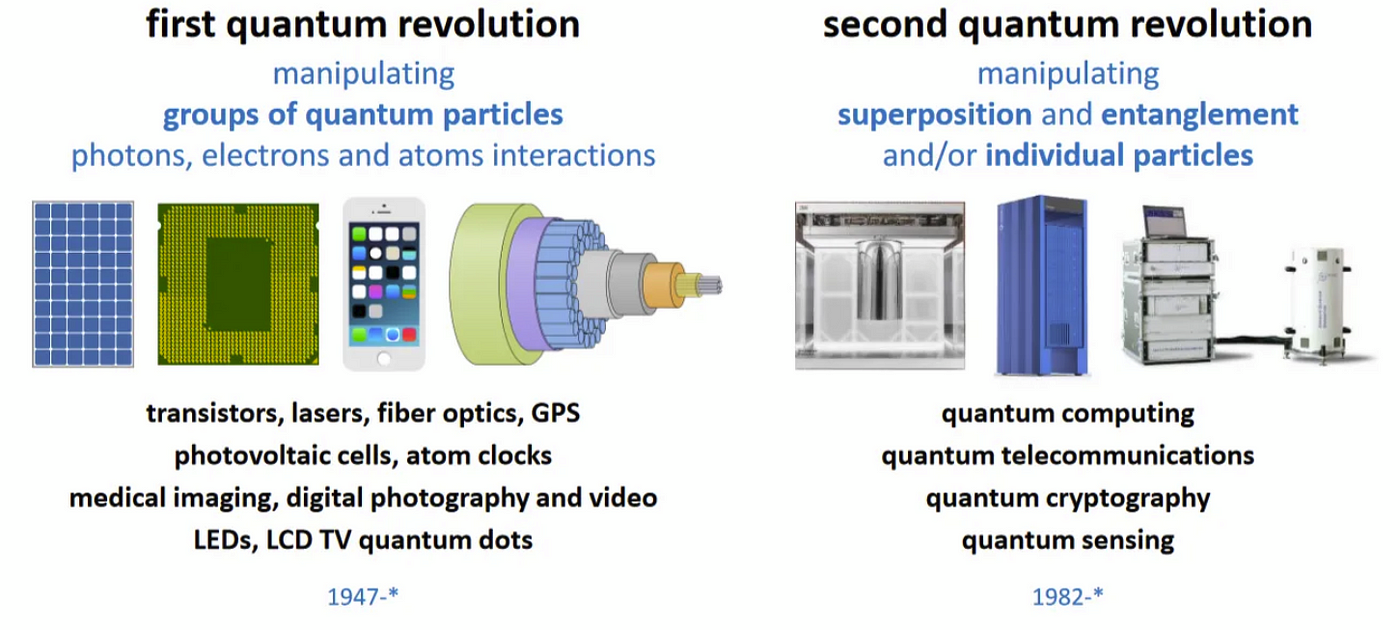 first quantum revolution
manipulating
groups of quantum particles
photons, electrons and atoms interactions
transistors, lasers, fiber optics, GPS
photovoltaic cells, atom clocks
medical imaging, digital photography and video
LEDs, LCD TV quantum dots
1947-*
second quantum revolution
manipulating
superposition and entanglement
and/or individual particles
quantum computing
quantum telecommunications
quantum cryptography
quantum sensing
1982-*